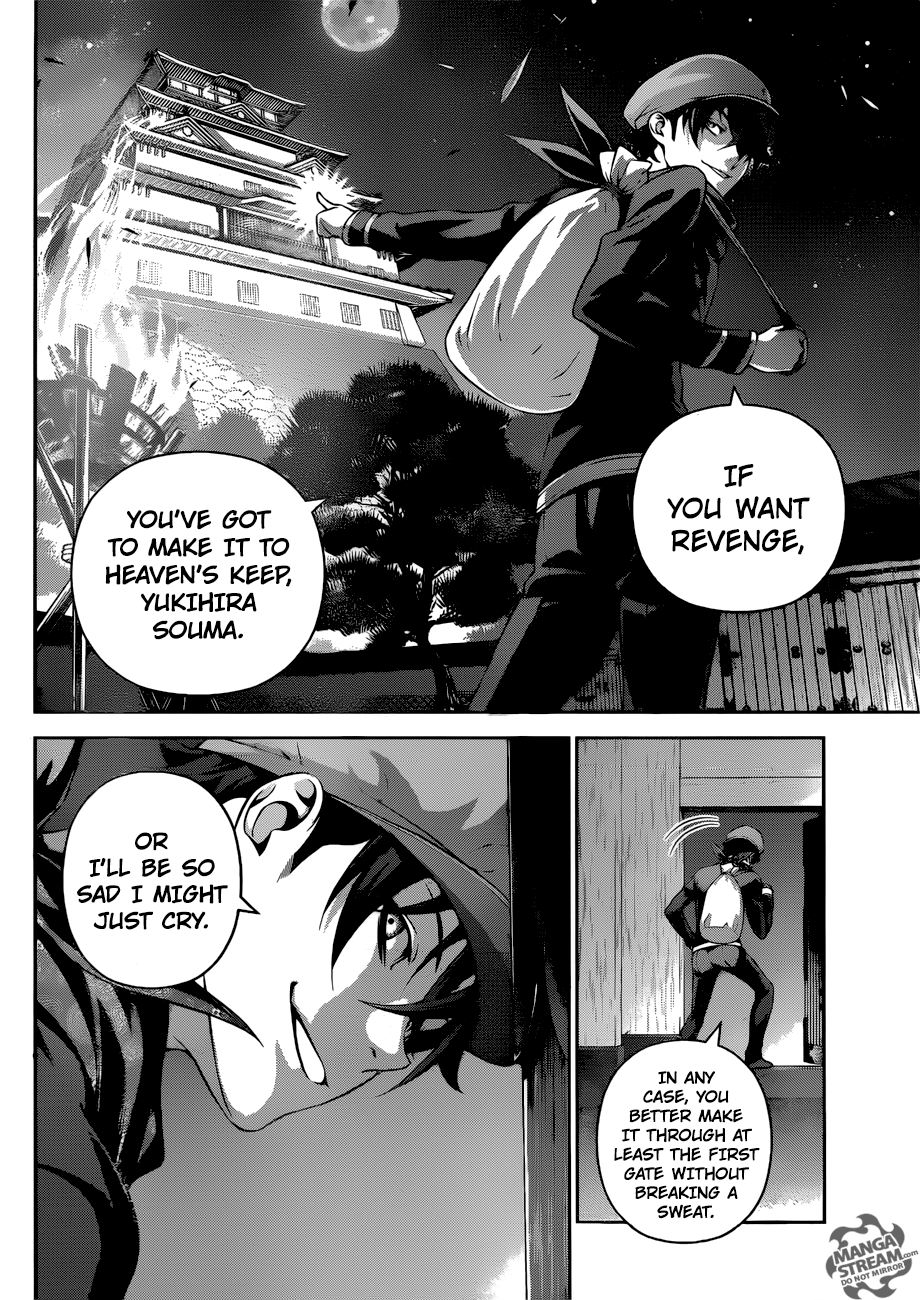 IF
YOU WANT
REVENGE,
YOU'VE GOT
TO MAKE IT TO
HEAVEN'S KEEP,
YUKIHIRA
SOUMA.
IN ANY
CASE, YOU
BETTER MAKE
IT THROUGH AT
LEAST THE FIRST
GATE WITHOUT
BREAKING A
SWEAT.
OR
I'LL BE SO
SAD I MIGHT
JUST CRY.
MANGA
STREAM.com
DO NOT MIRROR